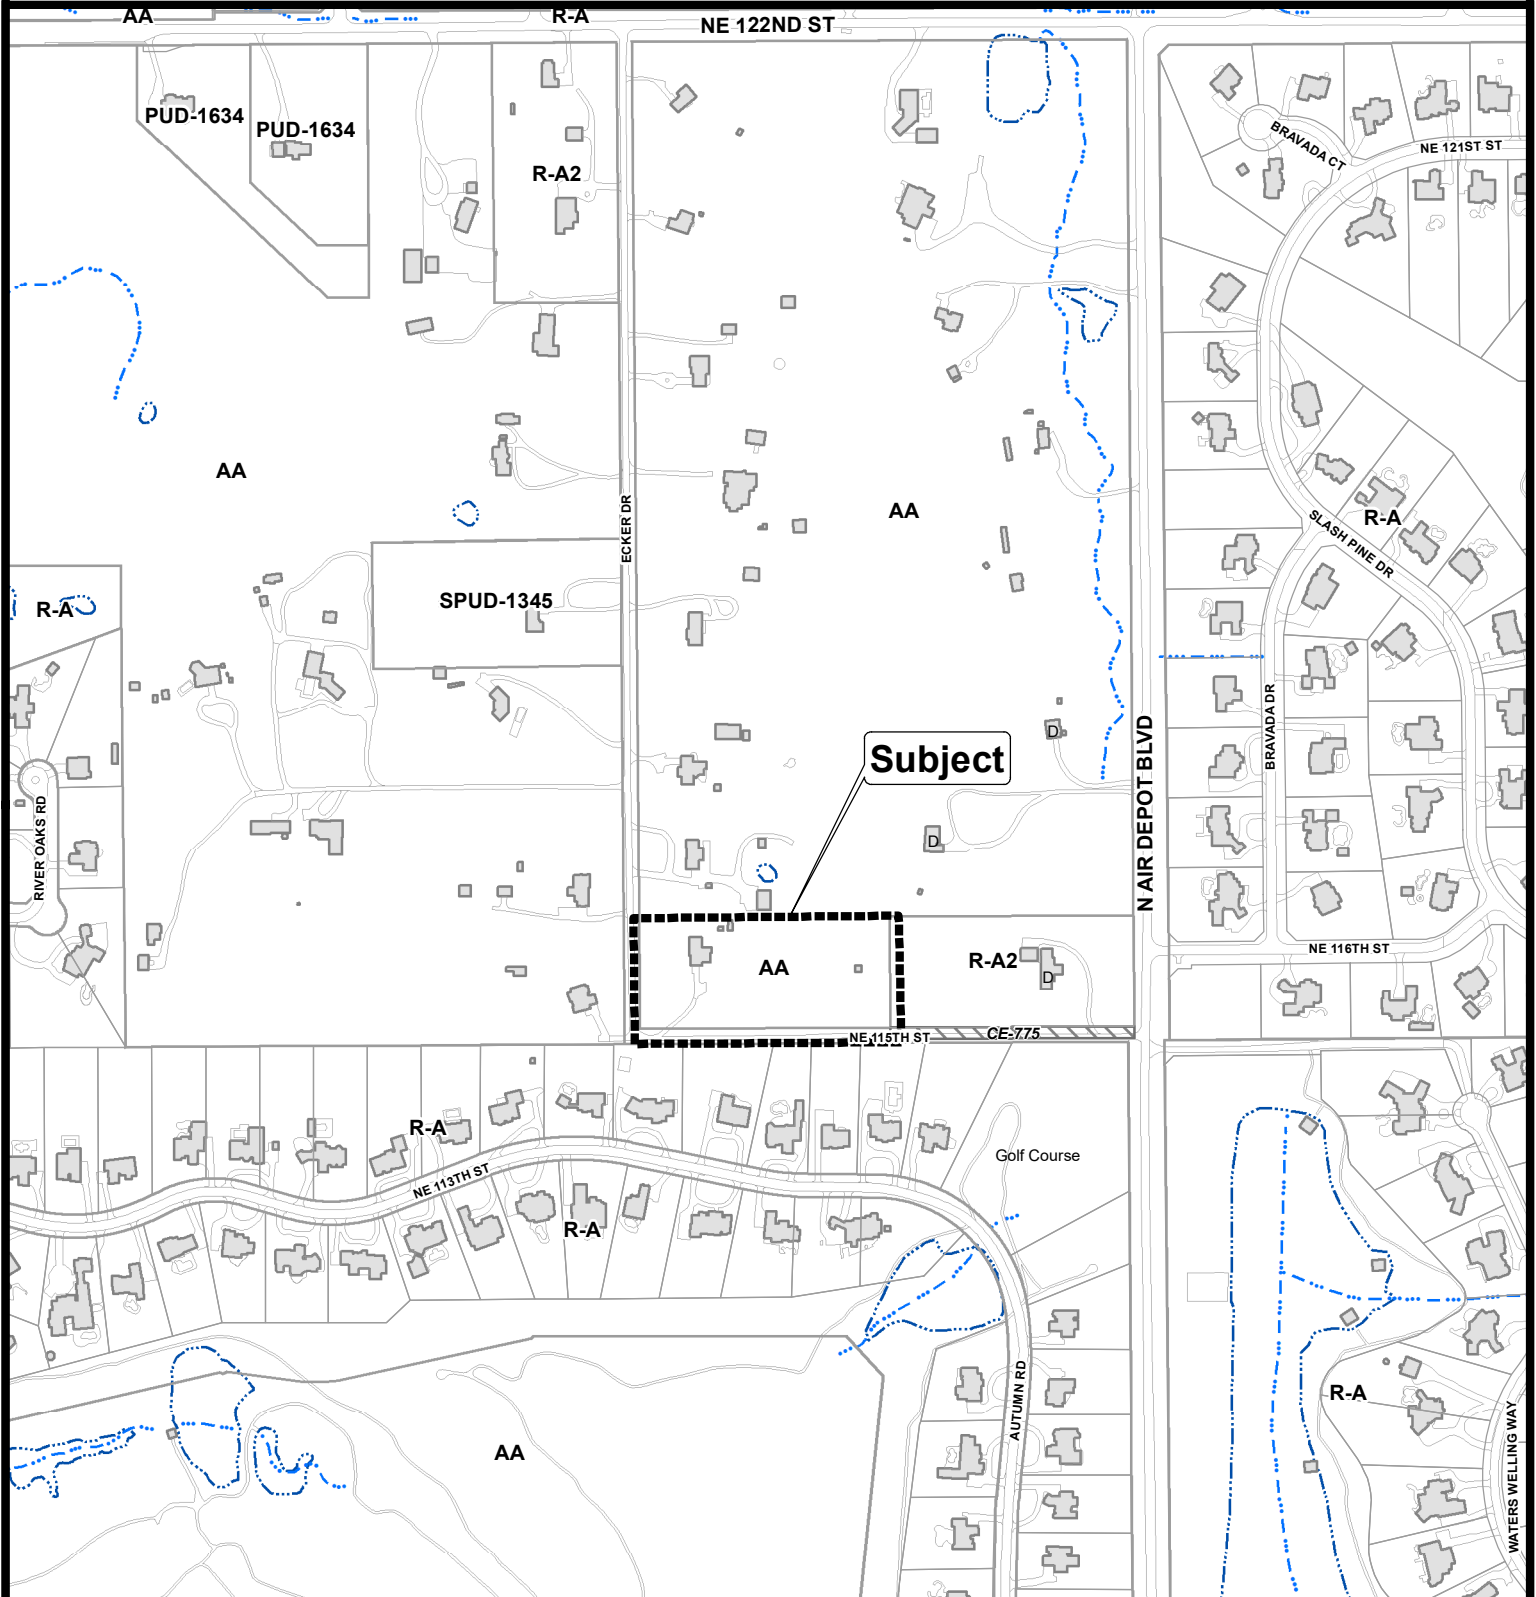 AA
R-A
NE 122ND ST
PUD-1634
PUD-1634
BRAVADA CT
NE 121ST ST
R-A2
AA
ECKER DR
AA
R-A
SLASH PINE DR
R-A
SPUD-1345
BRAVADA DR
D
Subject
N AIR DEPOT BLVD
RIVER OAKS RD
D
NE 116TH ST
AA
R-A2
D
NE 115TH ST
CE-775
R-A
Golf Course
NE 113TH ST
R-A
AUTUMN RD
R-A
AA
WATERS WELLING WAY